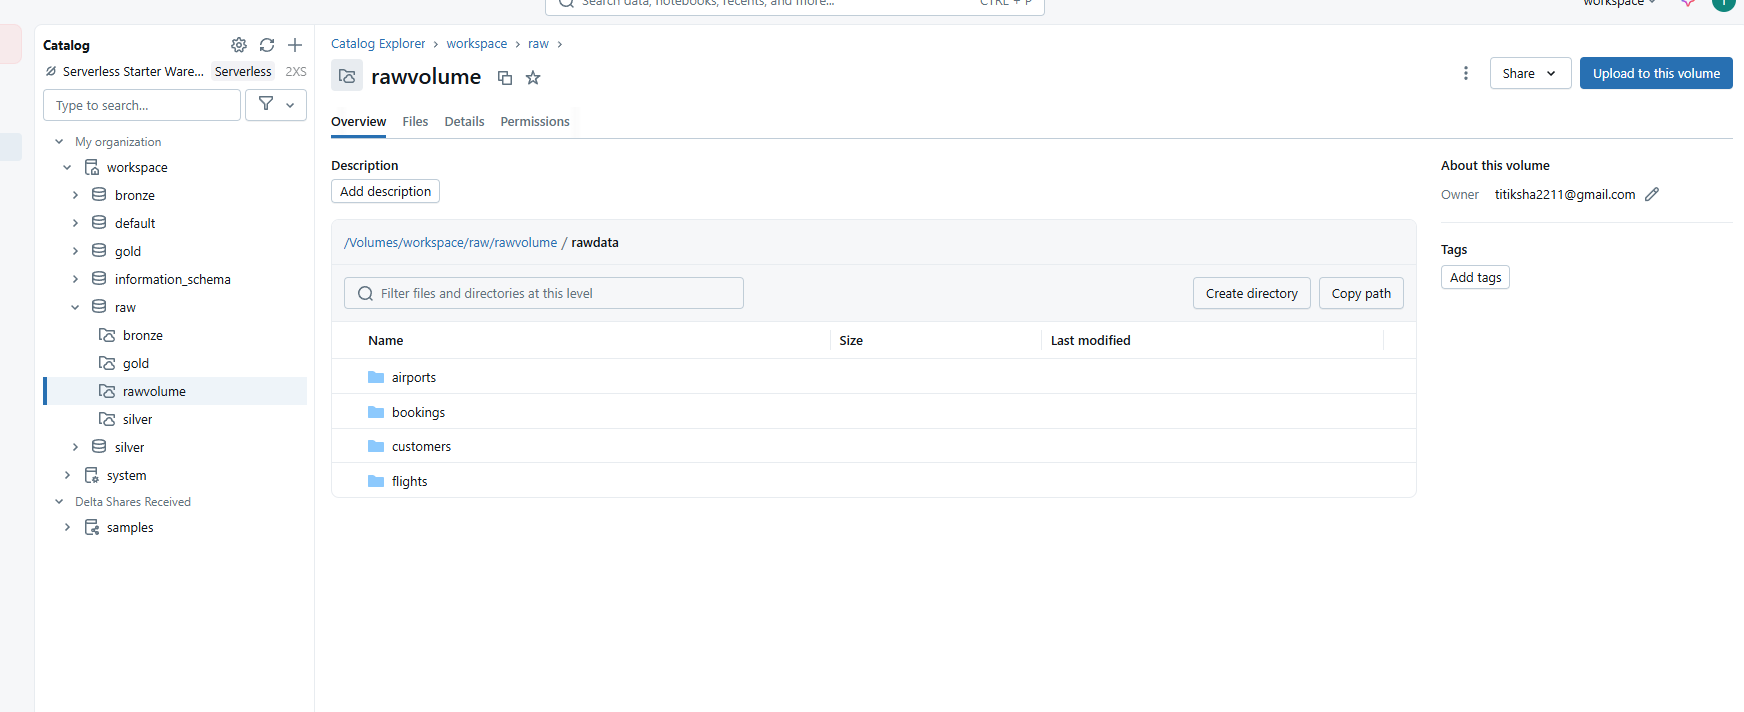 Search data, notebooks, recents, and more...
CTRL + P
workspace
Catalog
Serverless Starter Ware... Serverless 2XS
Type to search...
My organization
workspace
bronze
default
gold
information_schema
raw
bronze
gold
rawvolume
silver
silver
system
Delta Shares Received
samples
Catalog Explorer › workspace › raw ›
rawvolume
Share
Upload to this volume
Overview Files Details Permissions
Description
Add description
/Volumes/workspace/raw/rawvolume / rawdata
Filter files and directories at this level
Create directory
Copy path
Name Size Last modified
airports
bookings
customers
flights
About this volume
Owner titiksha2211@gmail.com
Tags
Add tags